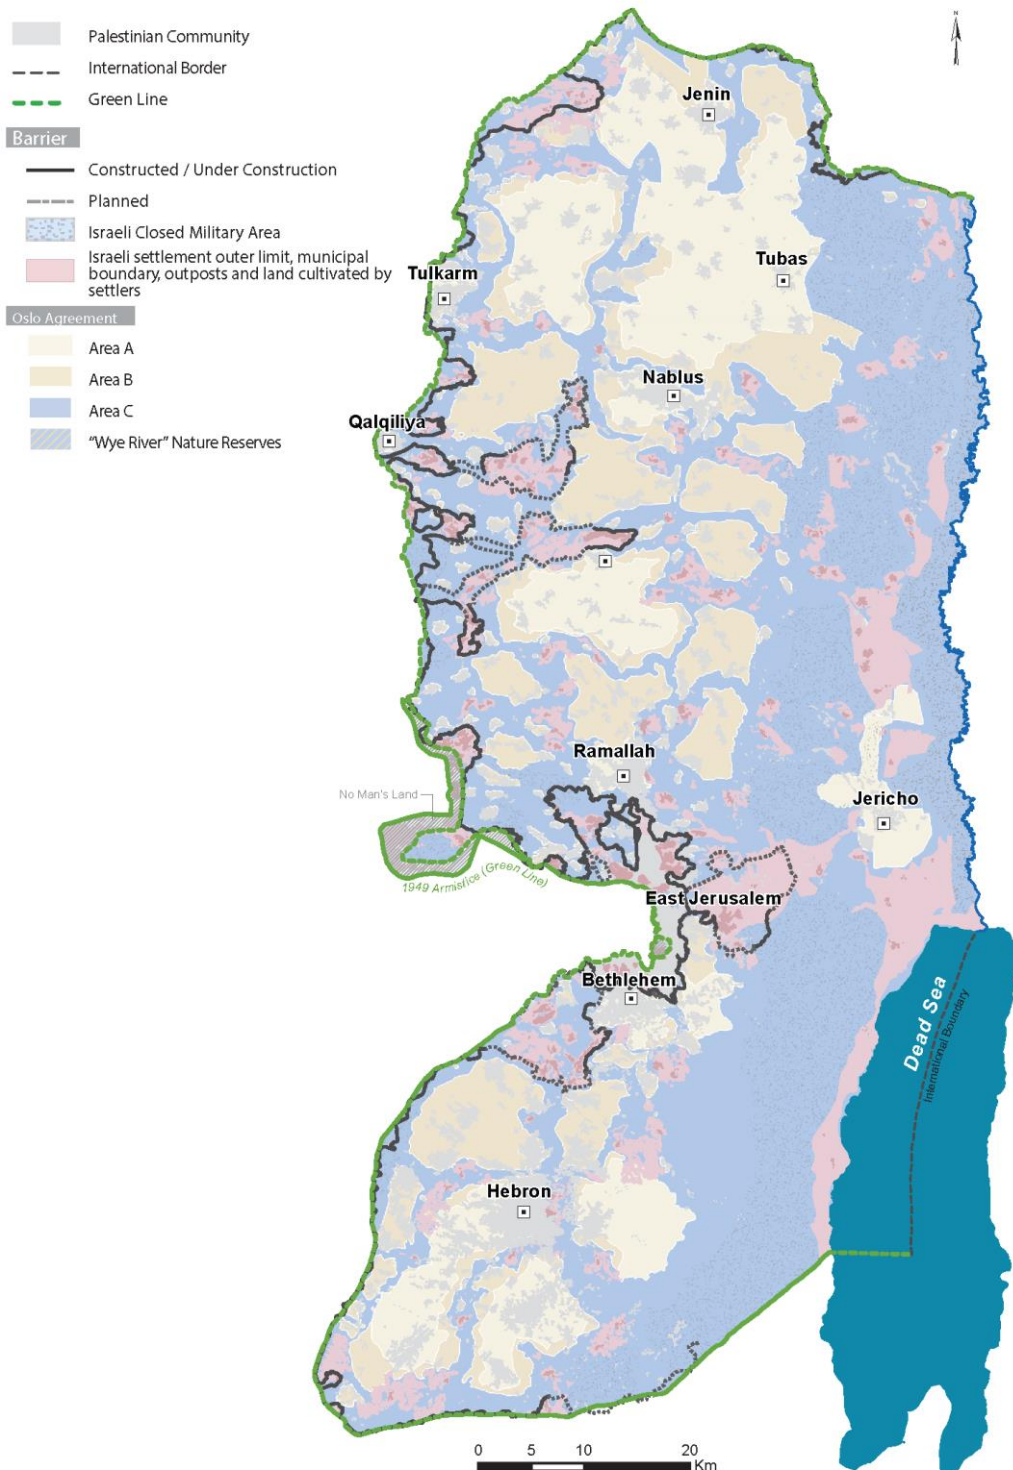 Palestinian Community
International Border
Green Line
Barrier
Constructed / Under Construction
Planned
Israeli Closed Military Area
Israeli settlement outer limit, municipal
boundary, outposts and land cultivated by
settlers
Oslo Agreement
Area A
Area B
Area C
“Wye River” Nature Reserves
N
Jenin
Tubas
Tulkarm
Nablus
Qalqiliya
Ramallah
No Man's Land
Jericho
1949 Armistice (Green Line)
East Jerusalem
Bethlehem
Dead Sea
International Boundary
Hebron
0 5 10 20
Km